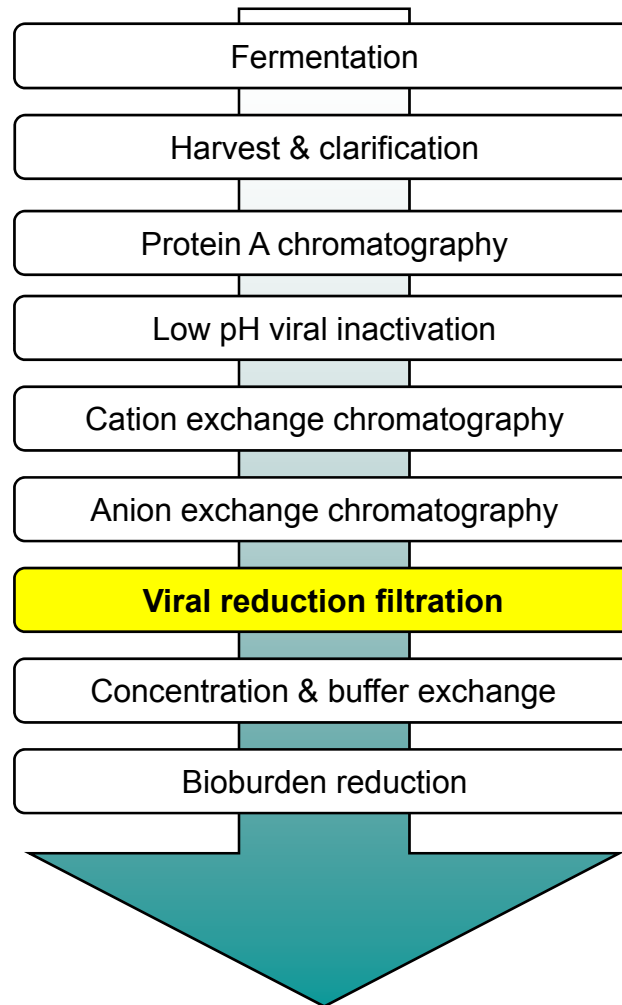 Fermentation
Harvest & clarification
Protein A chromatography
Low pH viral inactivation
Cation exchange chromatography
Anion exchange chromatography
Viral reduction filtration
Concentration & buffer exchange
Bioburden reduction